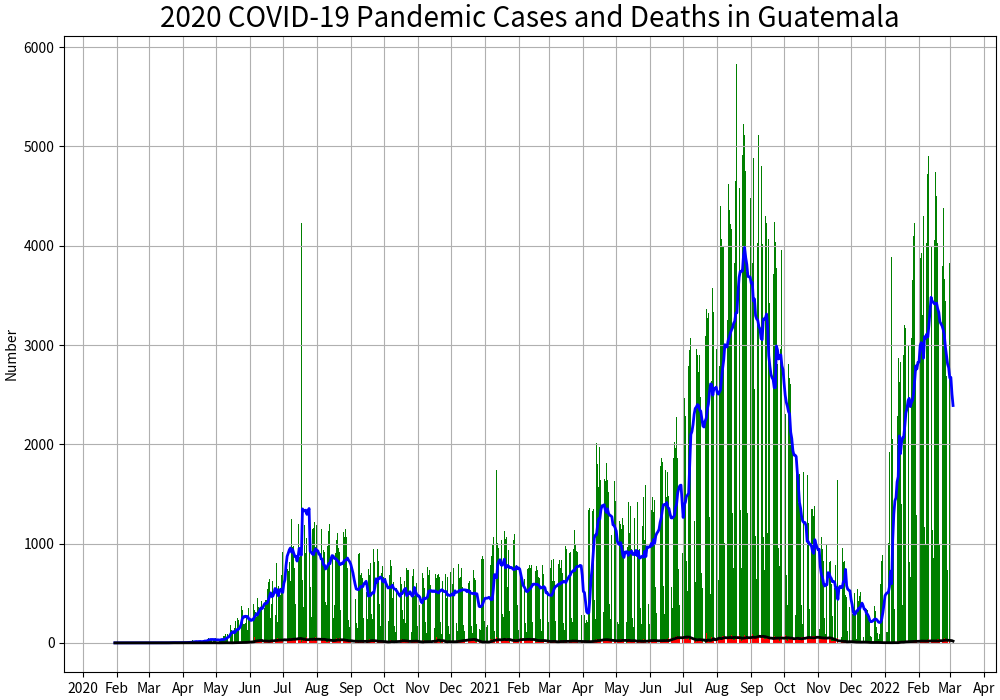 2020 COVID-19 Pandemic Cases and Deaths in Guatemala
6000
5000
4000
3000
2000
1000
0
Number
2020 Feb Mar Apr May Jun Jul Aug Sep Oct Nov Dec 2021 Feb Mar Apr May Jun Jul Aug Sep Oct Nov Dec 2022 Feb Mar Apr